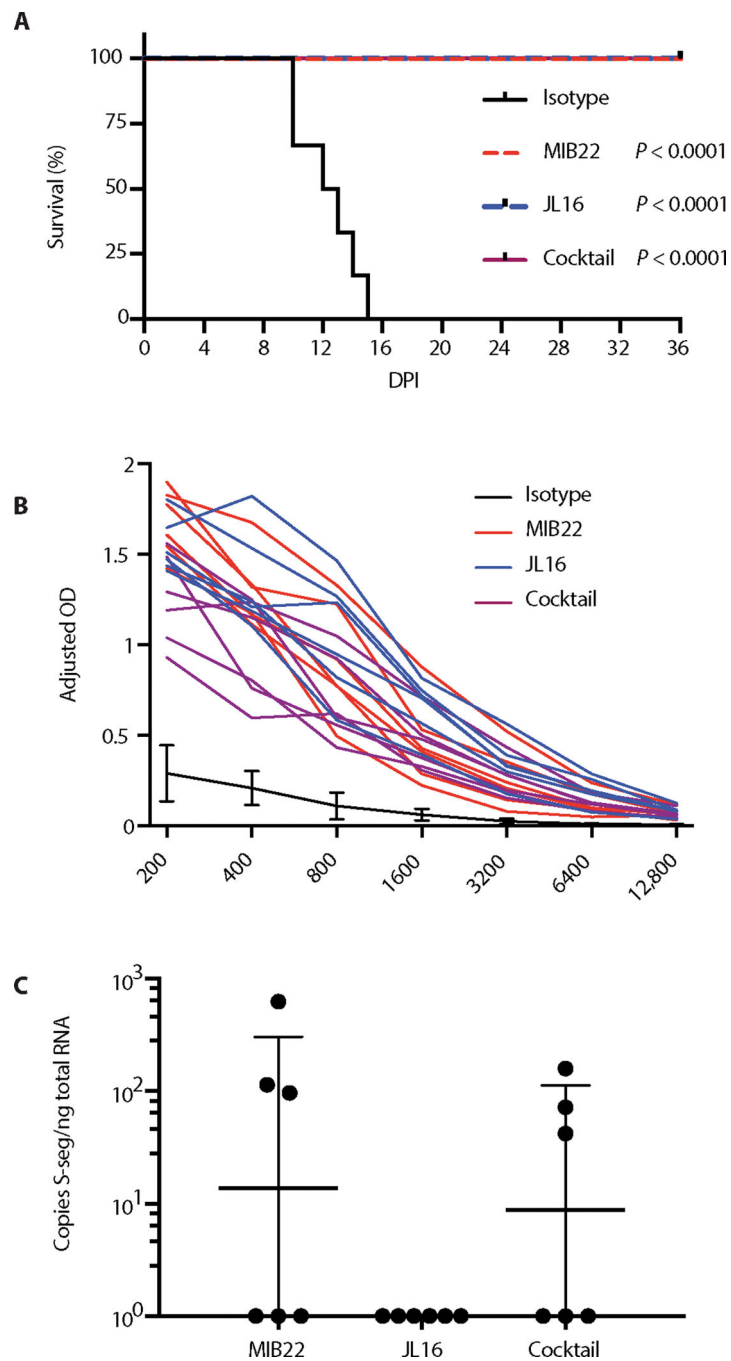 A
100
75
50
25
0
Survival (%)
Isotype
MIB22 P < 0.0001
JL16 P < 0.0001
Cocktail P < 0.0001
0 4 8 12 16 20 24 28 32 36
DPI
B
2
1.5
1
0.5
0
Adjusted OD
Isotype
MIB22
JL16
Cocktail
200 400 800 1600 3200 6400 12,800
C
10³
10²
10¹
10⁰
Copies S-seg/ng total RNA
MIB22 JL16 Cocktail